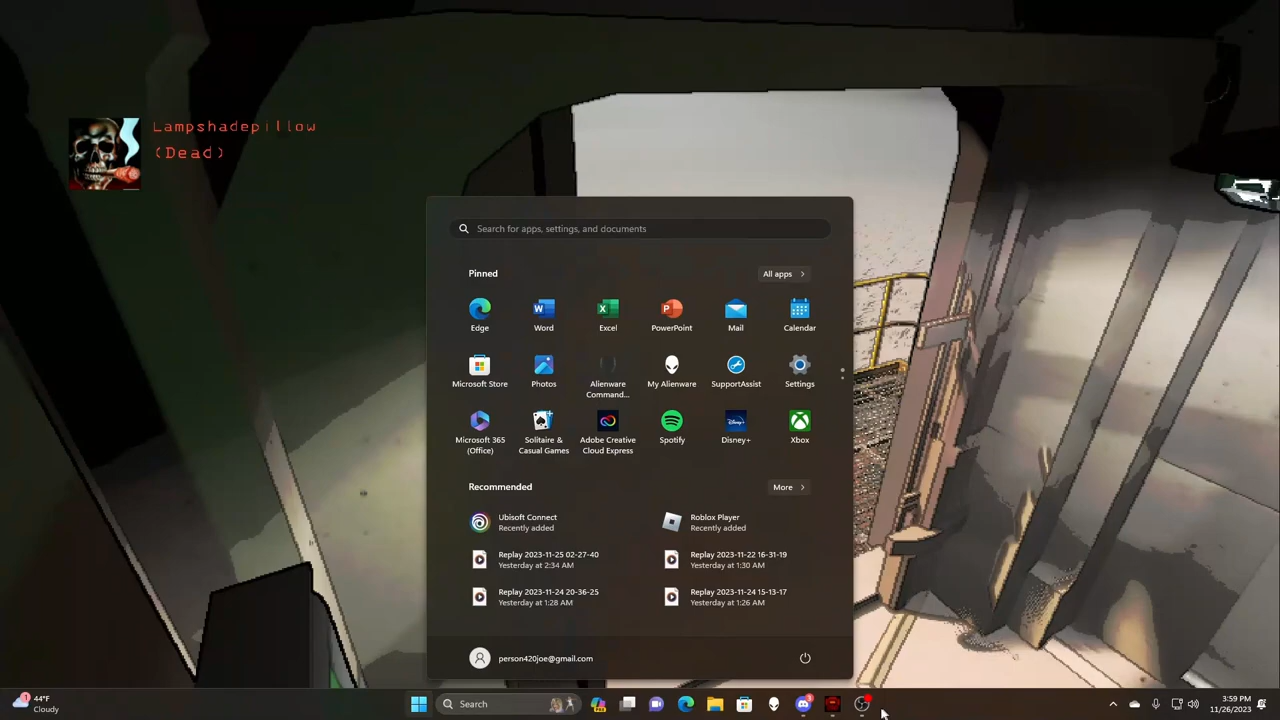 Lampshadepillow
(Dead)
Search for apps, settings, and documents
Pinned
All apps
Edge
Word
Excel
PowerPoint
Mail
Calendar
Microsoft Store
Photos
Alienware
Command...
My Alienware
SupportAssist
Settings
Microsoft 365
(Office)
Solitaire &
Casual Games
Adobe Creative
Cloud Express
Spotify
Disney+
Xbox
Recommended
More
Ubisoft Connect
Recently added
Roblox Player
Recently added
Replay 2023-11-25 02-27-40
Yesterday at 2:34 AM
Replay 2023-11-22 16-31-19
Yesterday at 1:30 AM
Replay 2023-11-24 20-36-25
Yesterday at 1:28 AM
Replay 2023-11-24 15-13-17
Yesterday at 1:26 AM
person420joe@gmail.com
1
44°F
Cloudy
Search
3
3:59 PM
11/26/2023